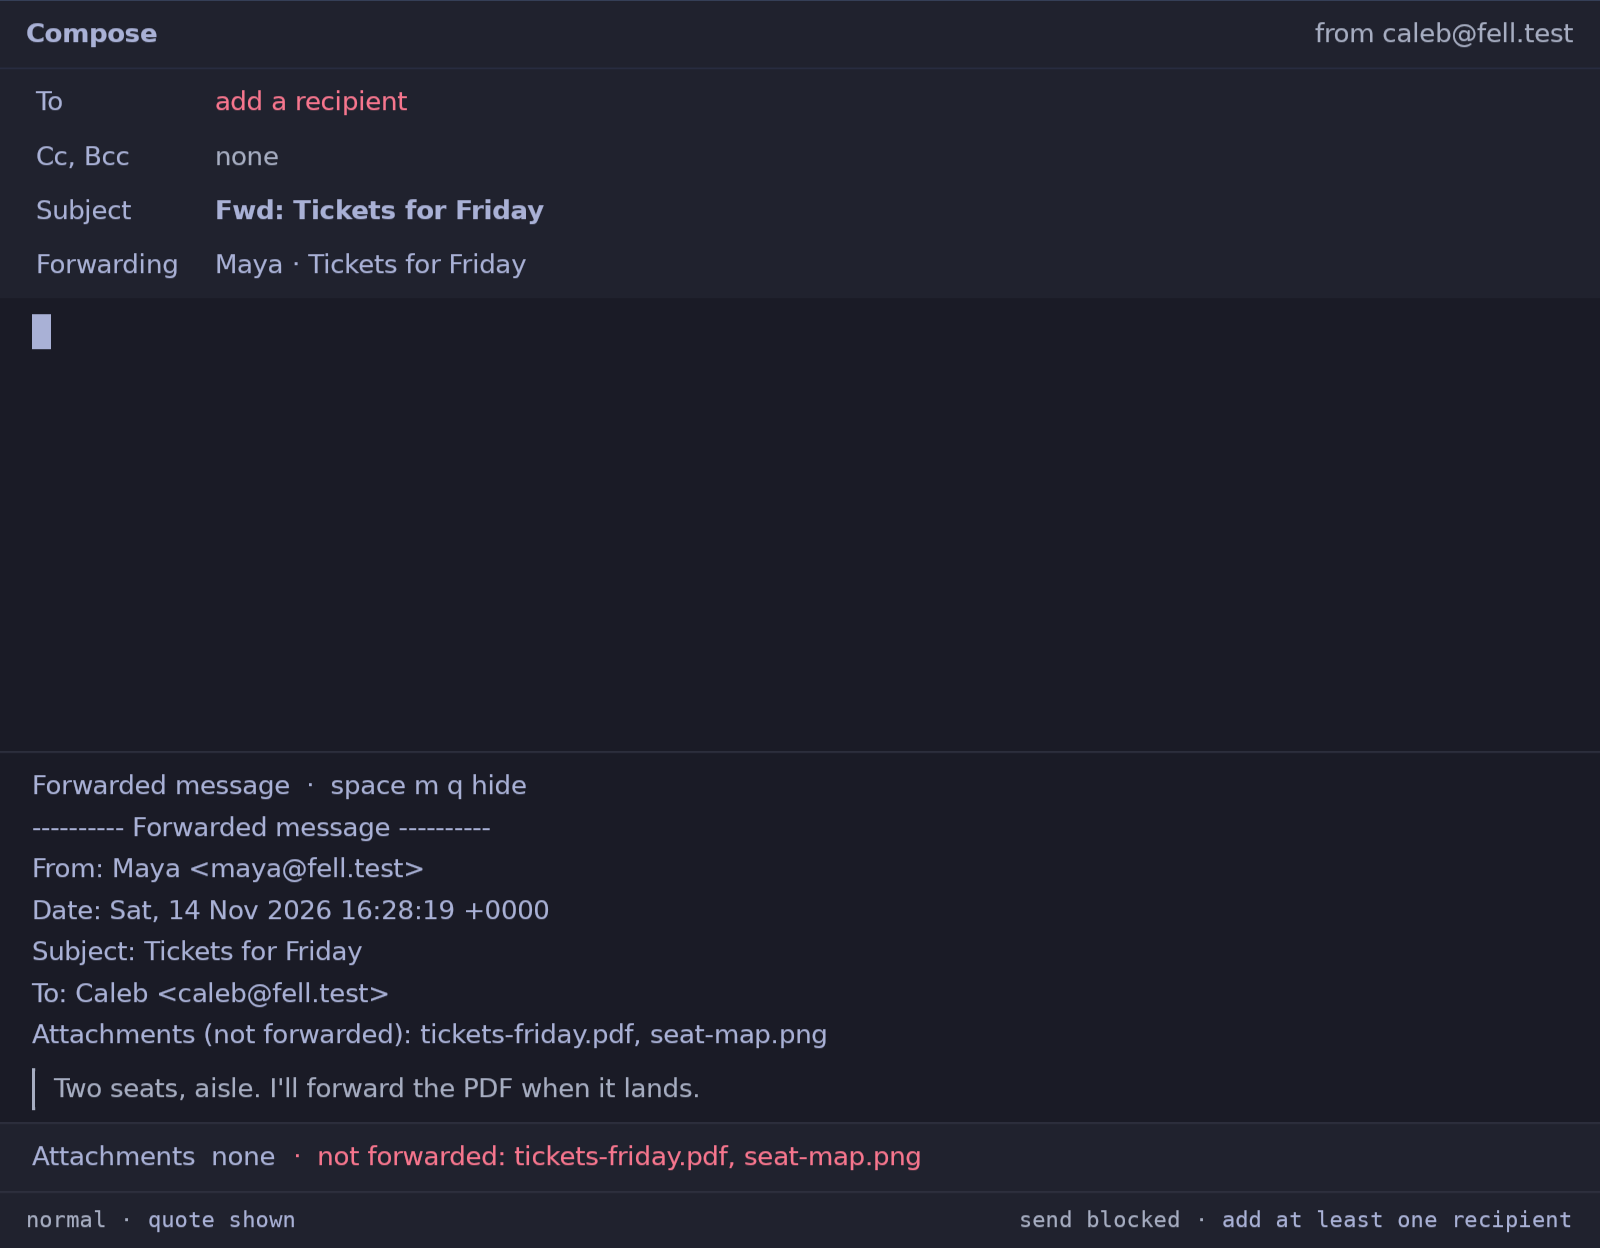 Compose from caleb@fell.test
To add a recipient
Cc, Bcc none
Subject Fwd: Tickets for Friday
Forwarding Maya · Tickets for Friday
Forwarded message · space m q hide
---------- Forwarded message ----------
From: Maya <maya@fell.test>
Date: Sat, 14 Nov 2026 16:28:19 +0000
Subject: Tickets for Friday
To: Caleb <caleb@fell.test>
Attachments (not forwarded): tickets-friday.pdf, seat-map.png
Two seats, aisle. I'll forward the PDF when it lands.
Attachments none · not forwarded: tickets-friday.pdf, seat-map.png
normal · quote shown send blocked · add at least one recipient